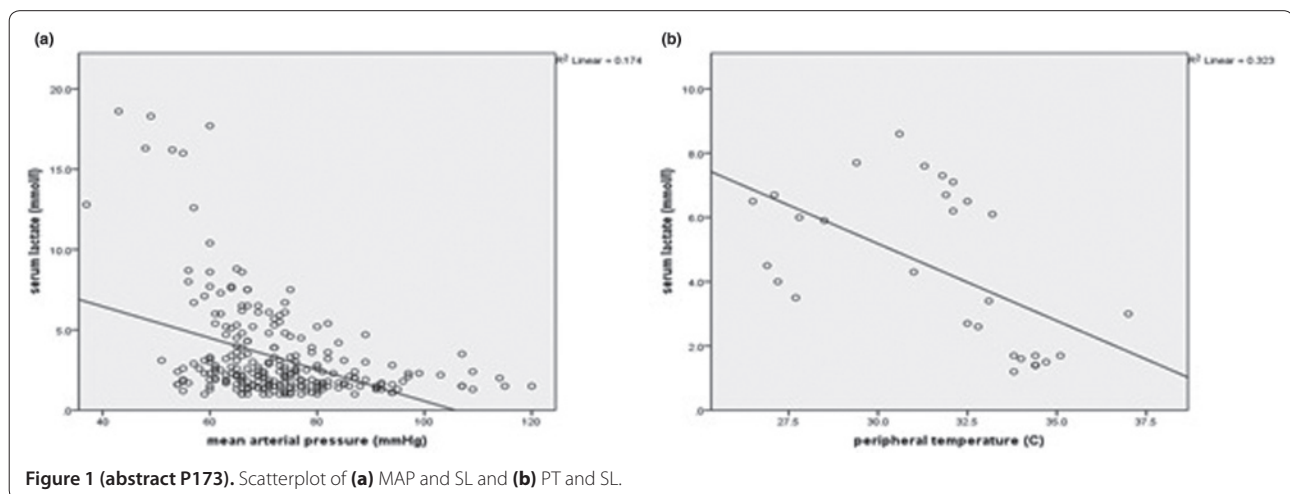 (a)
R² Linear = 0.174
20.0
15.0
10.0
5.0
.0
serum lactate (mmol/l)
40
60
80
100
120
mean arterial pressure (mmHg)
(b)
R² Linear = 0.323
10.0
8.0
6.0
4.0
2.0
.0
serum lactate (mmol/l)
27.5
30.0
32.5
35.0
37.5
peripheral temperature (C)
Figure 1 (abstract P173). Scatterplot of (a) MAP and SL and (b) PT and SL.